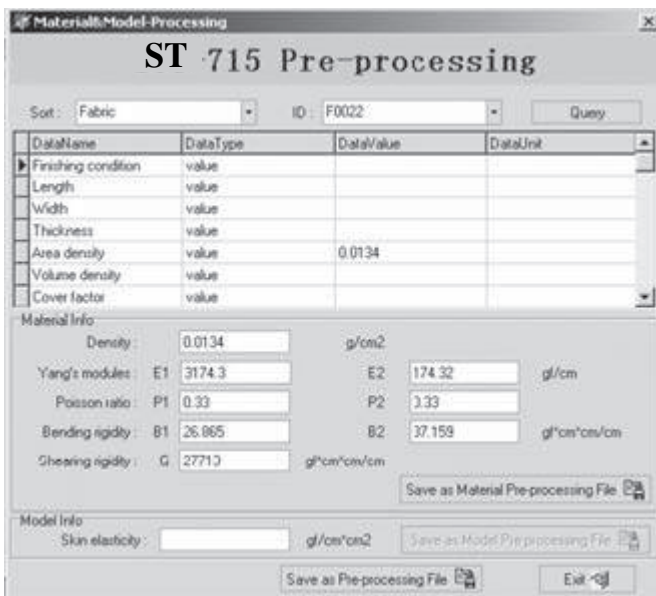 Material&Model-Processing
ST 715 Pre-processing
Sort : Fabric ID : F0022 Query
DataName DataType DataValue DataUnit
Finishing condition value
Length value
Width value
Thickness value
Area density value 0.0134
Volume density value
Cover factor value
Material Info
Density : 0.0134 g/cm2
Yang's modules : E1 3174.3 E2 174.32 gf/cm
Poisson ratio : P1 0.33 P2 3.33
Bending rigidity : B1 26.865 B2 37.159 gf*cm*cm/cm
Shearing rigidity : G gf*cm*cm/cm
Save as Material Pre-processing File
Model Info
Skin elasticity : gf/cm*cm2 Save as Model Pre-processing File
Save as Pre-processing File Exit